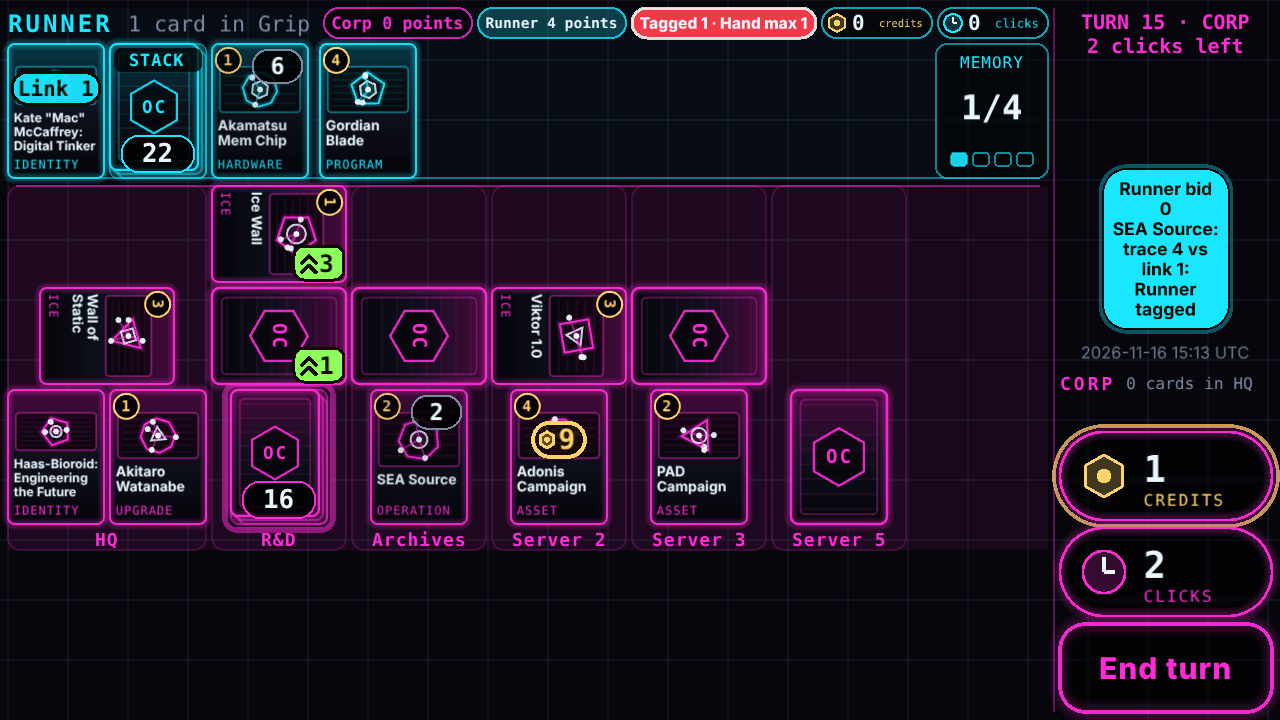 RUNNER 1 card in Grip
Corp 0 points
Runner 4 points
Tagged 1 · Hand max 1
0 credits
0 clicks
TURN 15 · CORP
2 clicks left
Link 1
Kate "Mac"
McCaffrey:
Digital Tinker
IDENTITY
STACK
OC
22
1
6
Akamatsu
Mem Chip
HARDWARE
4
Gordian
Blade
PROGRAM
MEMORY
1/4
ICE
Ice Wall
1
3
ICE
Wall of
Static
3
OC
1
OC
ICE
Viktor 1.0
3
OC
Haas-Bioroid:
Engineering
the Future
IDENTITY
1
Akitaro
Watanabe
UPGRADE
OC
16
2
2
SEA Source
OPERATION
4
9
Adonis
Campaign
ASSET
2
PAD
Campaign
ASSET
OC
HQ
R&D
Archives
Server 2
Server 3
Server 5
Runner bid
0
SEA Source:
trace 4 vs
link 1:
Runner
tagged
2026-11-16 15:13 UTC
CORP 0 cards in HQ
1
CREDITS
2
CLICKS
End turn